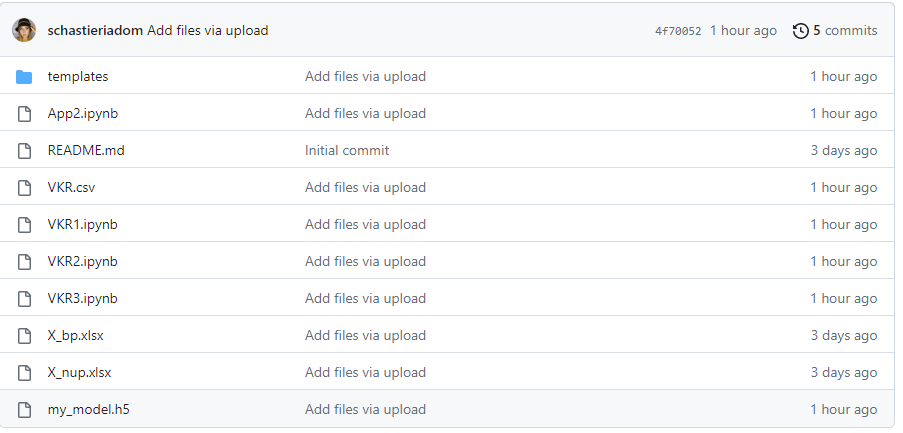 schastieriadom Add files via upload 4f70052 1 hour ago 5 commits
templates Add files via upload 1 hour ago
App2.ipynb Add files via upload 1 hour ago
README.md Initial commit 3 days ago
VKR.csv Add files via upload 1 hour ago
VKR1.ipynb Add files via upload 1 hour ago
VKR2.ipynb Add files via upload 1 hour ago
VKR3.ipynb Add files via upload 1 hour ago
X_bp.xlsx Add files via upload 3 days ago
X_nup.xlsx Add files via upload 3 days ago
my_model.h5 Add files via upload 1 hour ago